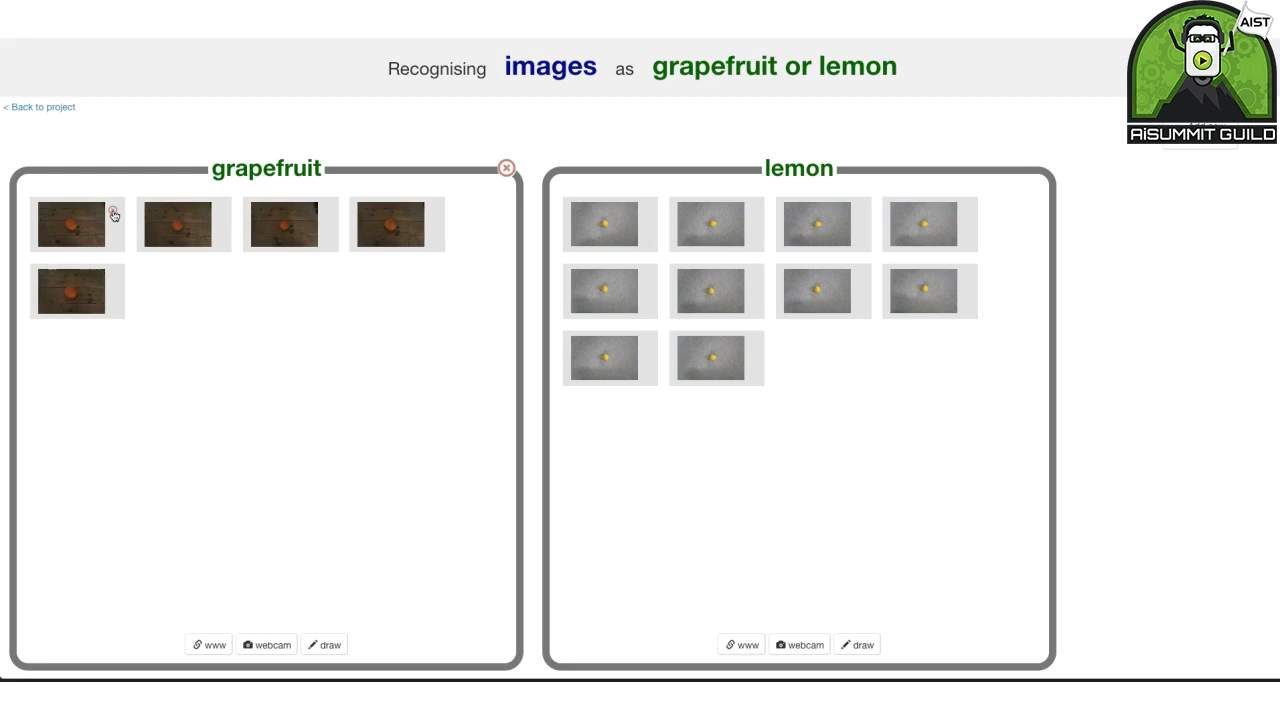 AIST
Recognising images as grapefruit or lemon
< Back to project
AiSUMMIT GUILD
grapefruit
lemon
www webcam draw
www webcam draw